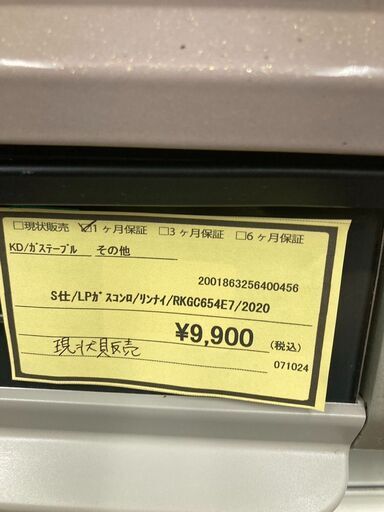 □現状販売 ☑1ヶ月保証 □3ヶ月保証 □6ヶ月保証
KD/ガステーブル その他
2001863256400456
S仕/LPガスコンロ/リンナイ/RKGC654E7/2020
¥9,900 (税込)
現状販売
071024